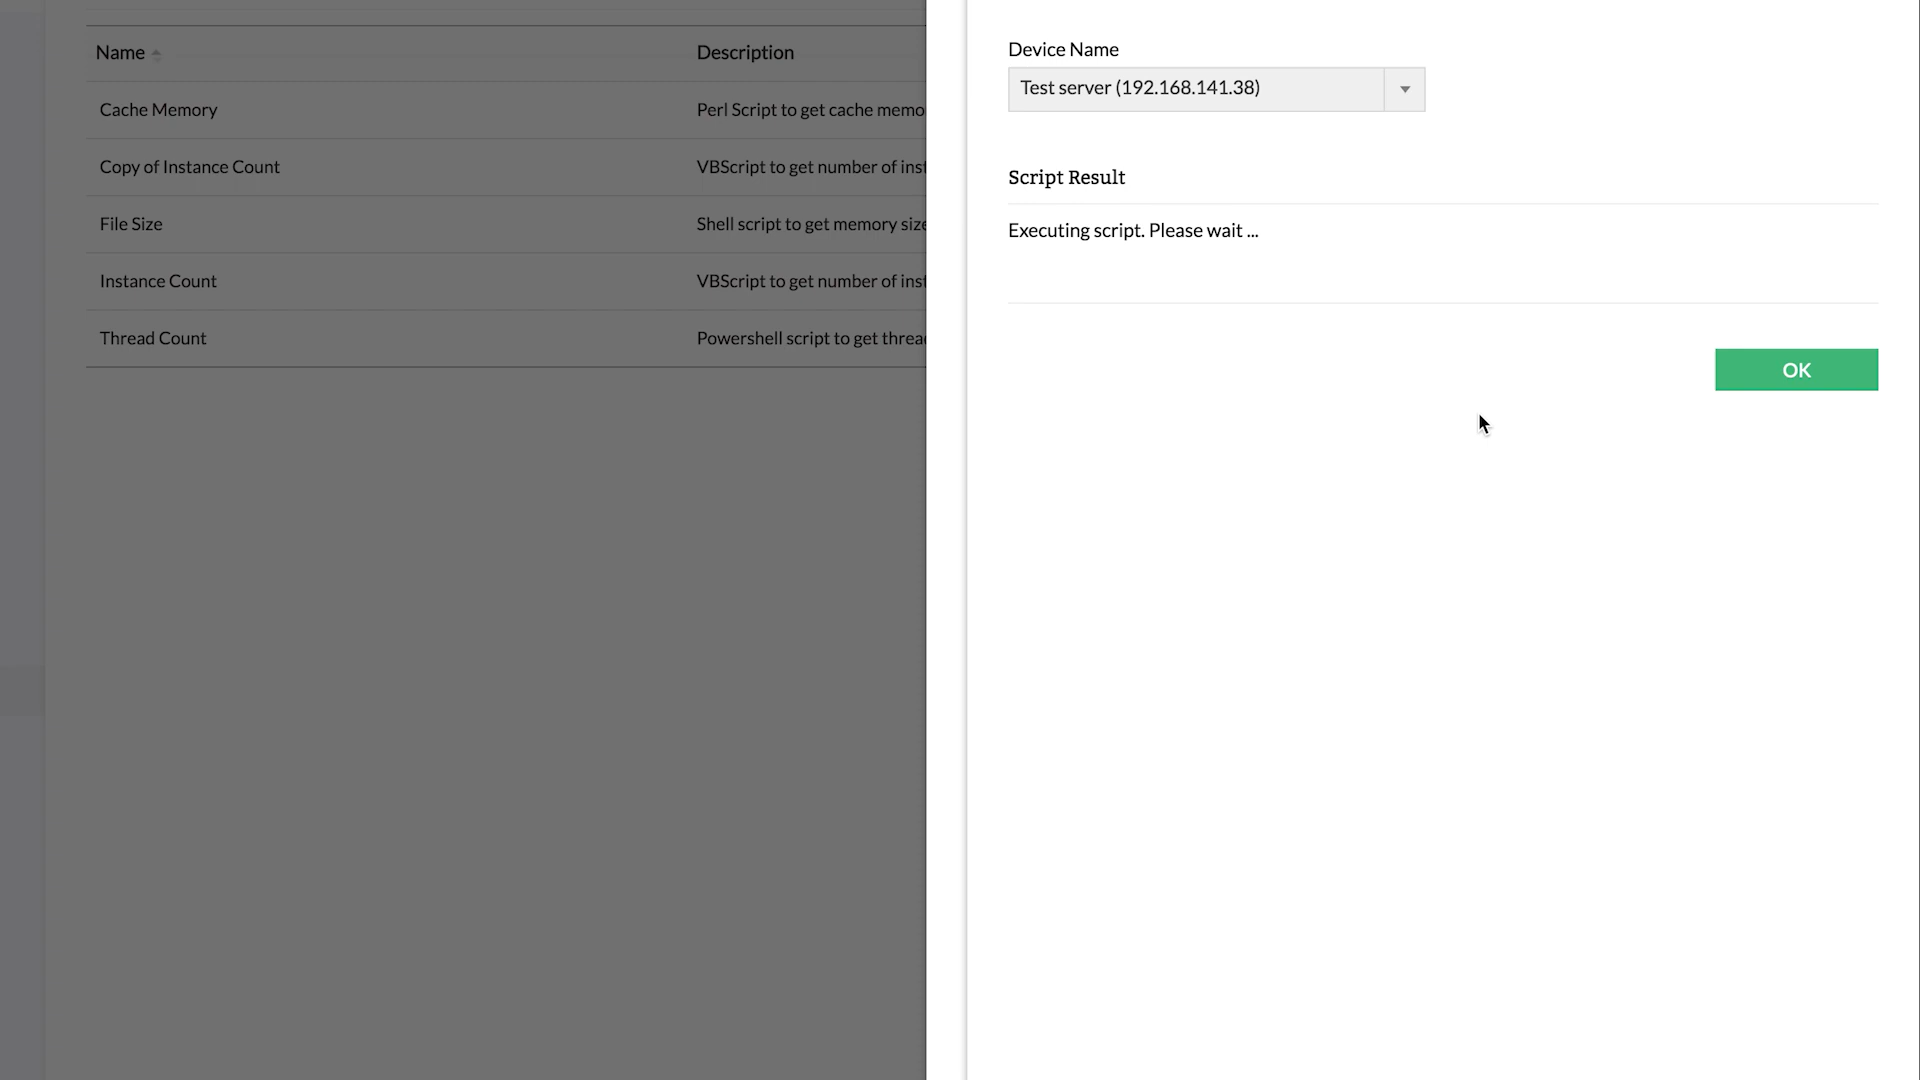 Name
Description
Cache Memory
Perl Script to get cache memo
Copy of Instance Count
VBScript to get number of inst
File Size
Shell script to get memory size
Instance Count
VBScript to get number of inst
Thread Count
Powershell script to get threa
Device Name
Test server (192.168.141.38)
Script Result
Executing script. Please wait ...
OK